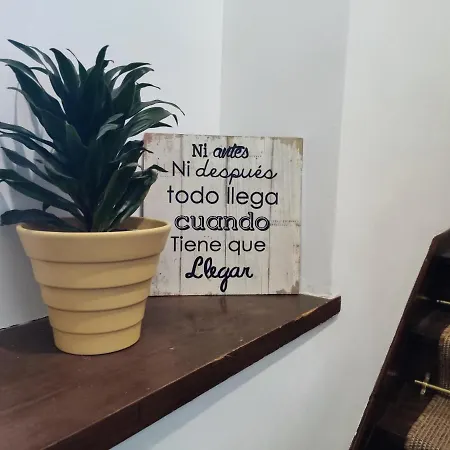 Ni antes
Ni después
todo llega
cuando
Tiene que
Llegar